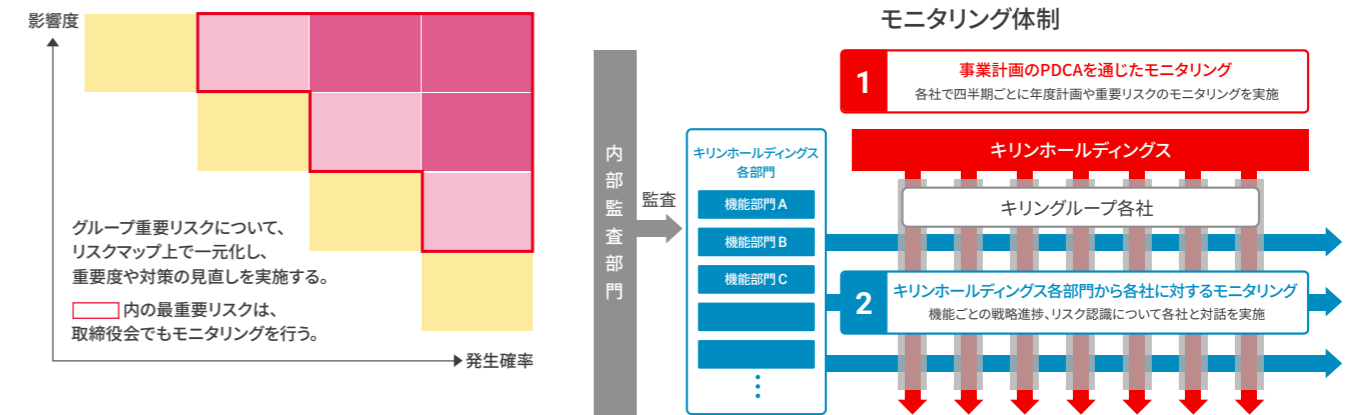 影響度
グループ重要リスクについて、
リスクマップ上で一元化し、
重要度や対策の見直しを実施する。
内の最重要リスクは、
取締役会でもモニタリングを行う。
発生確率
モニタリング体制
内部監査部門
監査
キリンホールディングス
各部門
機能部門 A
機能部門 B
機能部門 C
1
事業計画のPDCAを通じたモニタリング
各社で四半期ごとに年度計画や重要リスクのモニタリングを実施
キリンホールディングス
キリングループ各社
2
キリンホールディングス各部門から各社に対するモニタリング
機能ごとの戦略進捗、リスク認識について各社と対話を実施